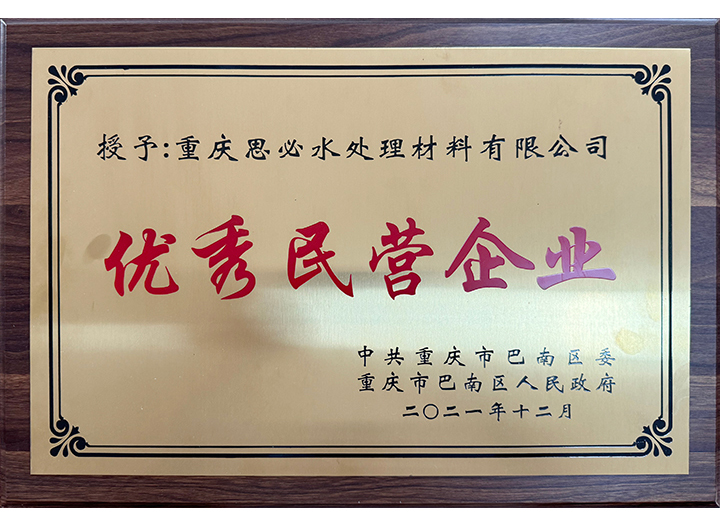 授予:重庆思必水处理材料有限公司
优秀民营企业
中共重庆市巴南区委
重庆市巴南区人民政府
二〇二一年十二月